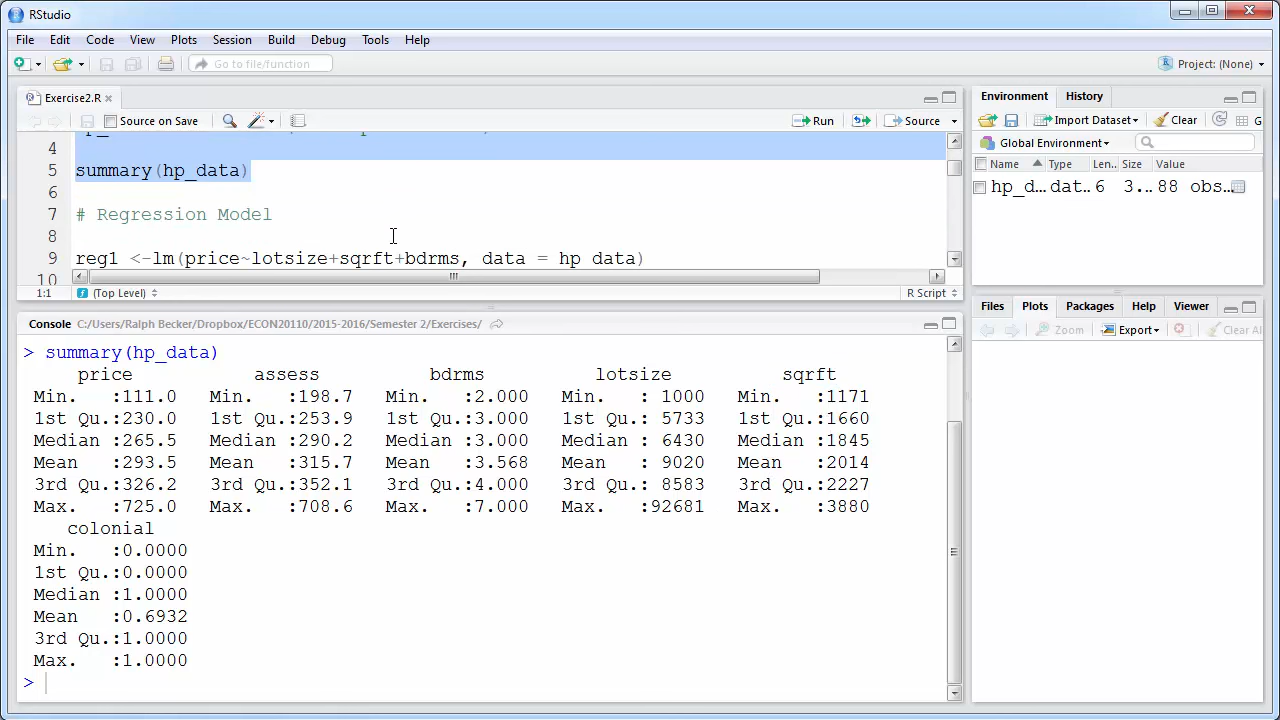 RStudio
File Edit Code View Plots Session Build Debug Tools Help
Go to file/function
Project: (None)
Exercise2.R
Source on Save
Run
Source
4
5 summary(hp_data)
6
7 # Regression Model
8
9 reg1 <-lm(price~lotsize+sqrft+bdrms, data = hp_data)
10
1:1 (Top Level) R Script
Console C:/Users/Ralph Becker/Dropbox/ECON20110/2015-2016/Semester 2/Exercises/
> summary(hp_data)
price assess bdrms lotsize sqrft
Min. :111.0 Min. :198.7 Min. :2.000 Min. : 1000 Min. :1171
1st Qu.:230.0 1st Qu.:253.9 1st Qu.:3.000 1st Qu.: 5733 1st Qu.:1660
Median :265.5 Median :290.2 Median :3.000 Median : 6430 Median :1845
Mean :293.5 Mean :315.7 Mean :3.568 Mean : 9020 Mean :2014
3rd Qu.:326.2 3rd Qu.:352.1 3rd Qu.:4.000 3rd Qu.: 8583 3rd Qu.:2227
Max. :725.0 Max. :708.6 Max. :7.000 Max. :92681 Max. :3880
colonial
Min. :0.0000
1st Qu.:0.0000
Median :1.0000
Mean :0.6932
3rd Qu.:1.0000
Max. :1.0000
>
Environment History
Import Dataset Clear G
Global Environment
Name Type Len.. Size Value
hp_d... dat.. 6 3... 88 obs...
Files Plots Packages Help Viewer
Zoom Export Clear Al